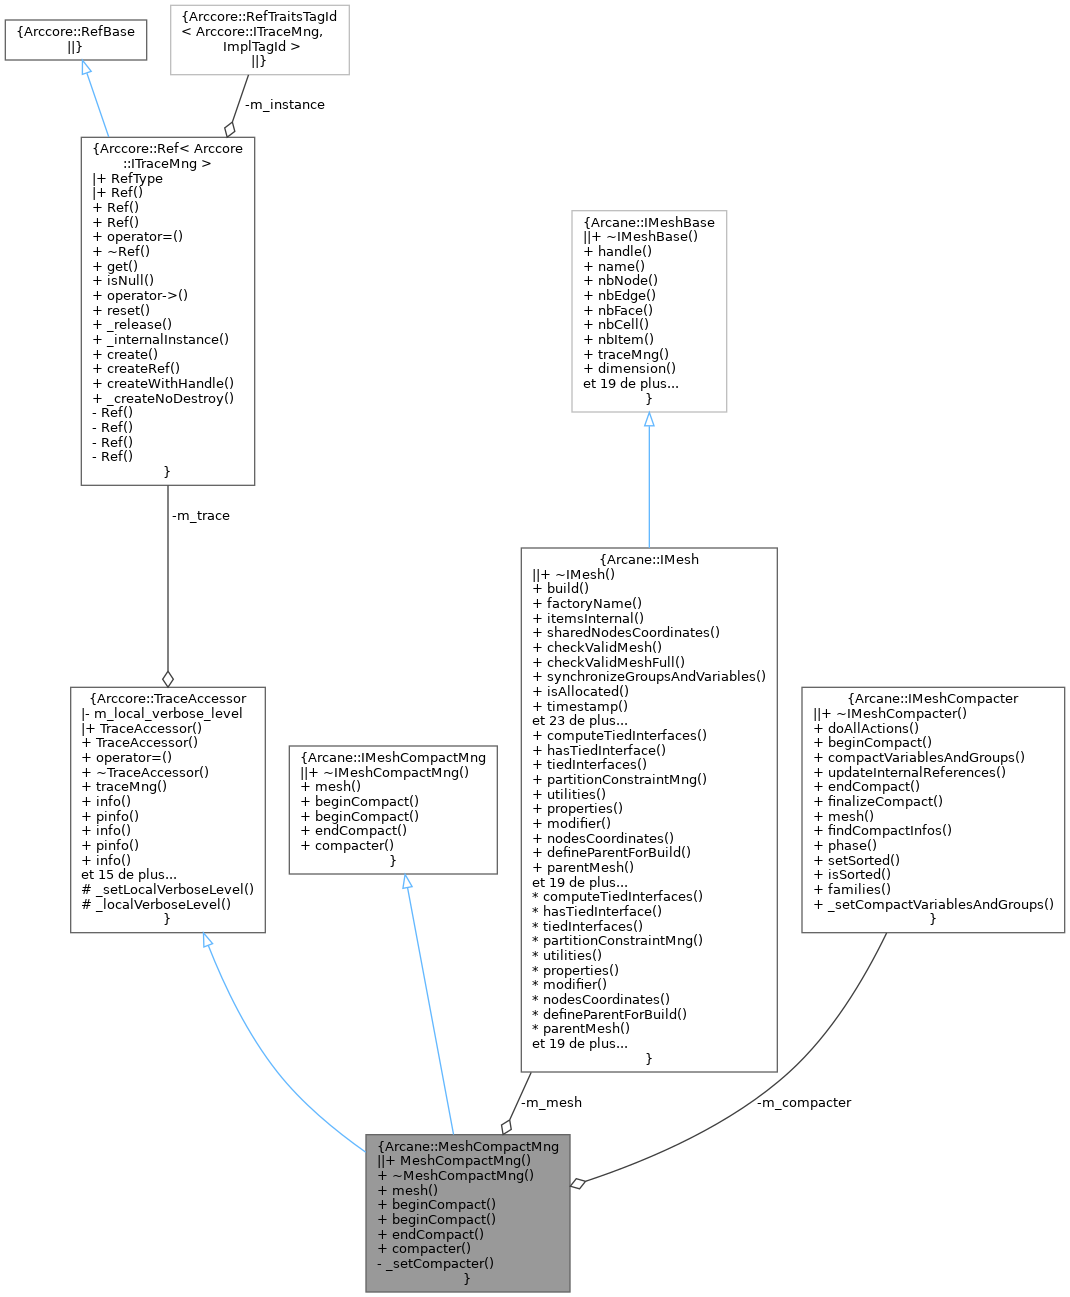 {Arccore::RefBase
||}
{Arccore::RefTraitsTagId
< Arccore::ITraceMng,
ImplTagId >
||}
-m_instance
{Arccore::Ref< Arccore
::ITraceMng >
|+ RefType
|+ Ref()
+ Ref()
+ Ref()
+ operator=()
+ ~Ref()
+ get()
+ isNull()
+ operator->()
+ reset()
+ _release()
+ _internalInstance()
+ create()
+ createRef()
+ createWithHandle()
+ _createNoDestroy()
- Ref()
- Ref()
- Ref()
- Ref()
}
-m_trace
{Arcane::IMeshBase
||+ ~IMeshBase()
+ handle()
+ name()
+ nbNode()
+ nbEdge()
+ nbFace()
+ nbCell()
+ nbItem()
+ traceMng()
+ dimension()
et 19 de plus...
}
{Arccore::TraceAccessor
|- m_local_verbose_level
|+ TraceAccessor()
+ TraceAccessor()
+ operator=()
+ ~TraceAccessor()
+ traceMng()
+ info()
+ pinfo()
+ info()
+ pinfo()
+ info()
et 15 de plus...
# _setLocalVerboseLevel()
# _localVerboseLevel()
}
{Arcane::IMeshCompactMng
||+ ~IMeshCompactMng()
+ mesh()
+ beginCompact()
+ beginCompact()
+ endCompact()
+ compacter()
}
{Arcane::IMesh
||+ ~IMesh()
+ build()
+ factoryName()
+ itemsInternal()
+ sharedNodesCoordinates()
+ checkValidMesh()
+ checkValidMeshFull()
+ synchronizeGroupsAndVariables()
+ isAllocated()
+ timestamp()
et 23 de plus...
+ computeTiedInterfaces()
+ hasTiedInterface()
+ tiedInterfaces()
+ partitionConstraintMng()
+ utilities()
+ properties()
+ modifier()
+ nodesCoordinates()
+ defineParentForBuild()
+ parentMesh()
et 19 de plus...
* computeTiedInterfaces()
* hasTiedInterface()
* tiedInterfaces()
* partitionConstraintMng()
* utilities()
* properties()
* modifier()
* nodesCoordinates()
* defineParentForBuild()
* parentMesh()
et 19 de plus...
}
{Arcane::IMeshCompacter
||+ ~IMeshCompacter()
+ doAllActions()
+ beginCompact()
+ compactVariablesAndGroups()
+ updateInternalReferences()
+ endCompact()
+ finalizeCompact()
+ mesh()
+ findCompactInfos()
+ phase()
+ setSorted()
+ isSorted()
+ families()
+ _setCompactVariablesAndGroups()
}
-m_mesh
-m_compacter
{Arcane::MeshCompactMng
||+ MeshCompactMng()
+ ~MeshCompactMng()
+ mesh()
+ beginCompact()
+ beginCompact()
+ endCompact()
+ compacter()
- _setCompacter()
}